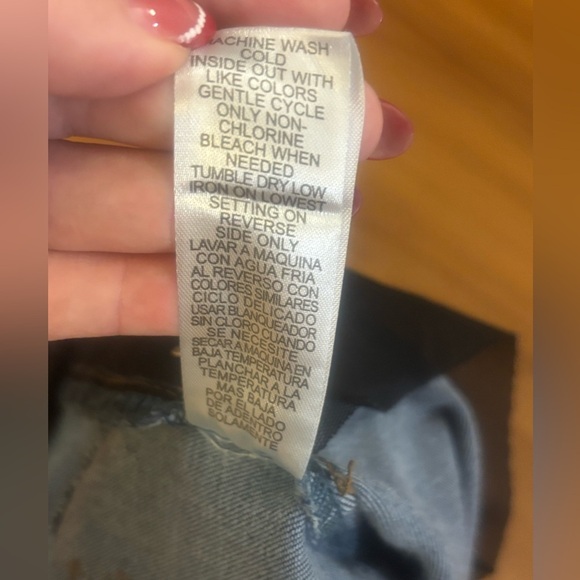 MACHINE WASH
COLD
INSIDE OUT WITH
LIKE COLORS
GENTLE CYCLE
ONLY NON-
CHLORINE
BLEACH WHEN
NEEDED
TUMBLE DRY LOW
IRON ON LOWEST
SETTING ON
REVERSE
SIDE ONLY
LAVAR A MAQUINA
CON AGUA FRIA
AL REVERSO CON
COLORES SIMILARES
CICLO DELICADO
USAR BLANQUEADOR
SIN CLORO CUANDO
SE NECESITE
SECAR A MAQUINA EN
BAJA TEMPERATURA
PLANCHAR A LA
TEMPERATURA
MAS BAJA
POR EL
ADENTRO
SOLAMENTE